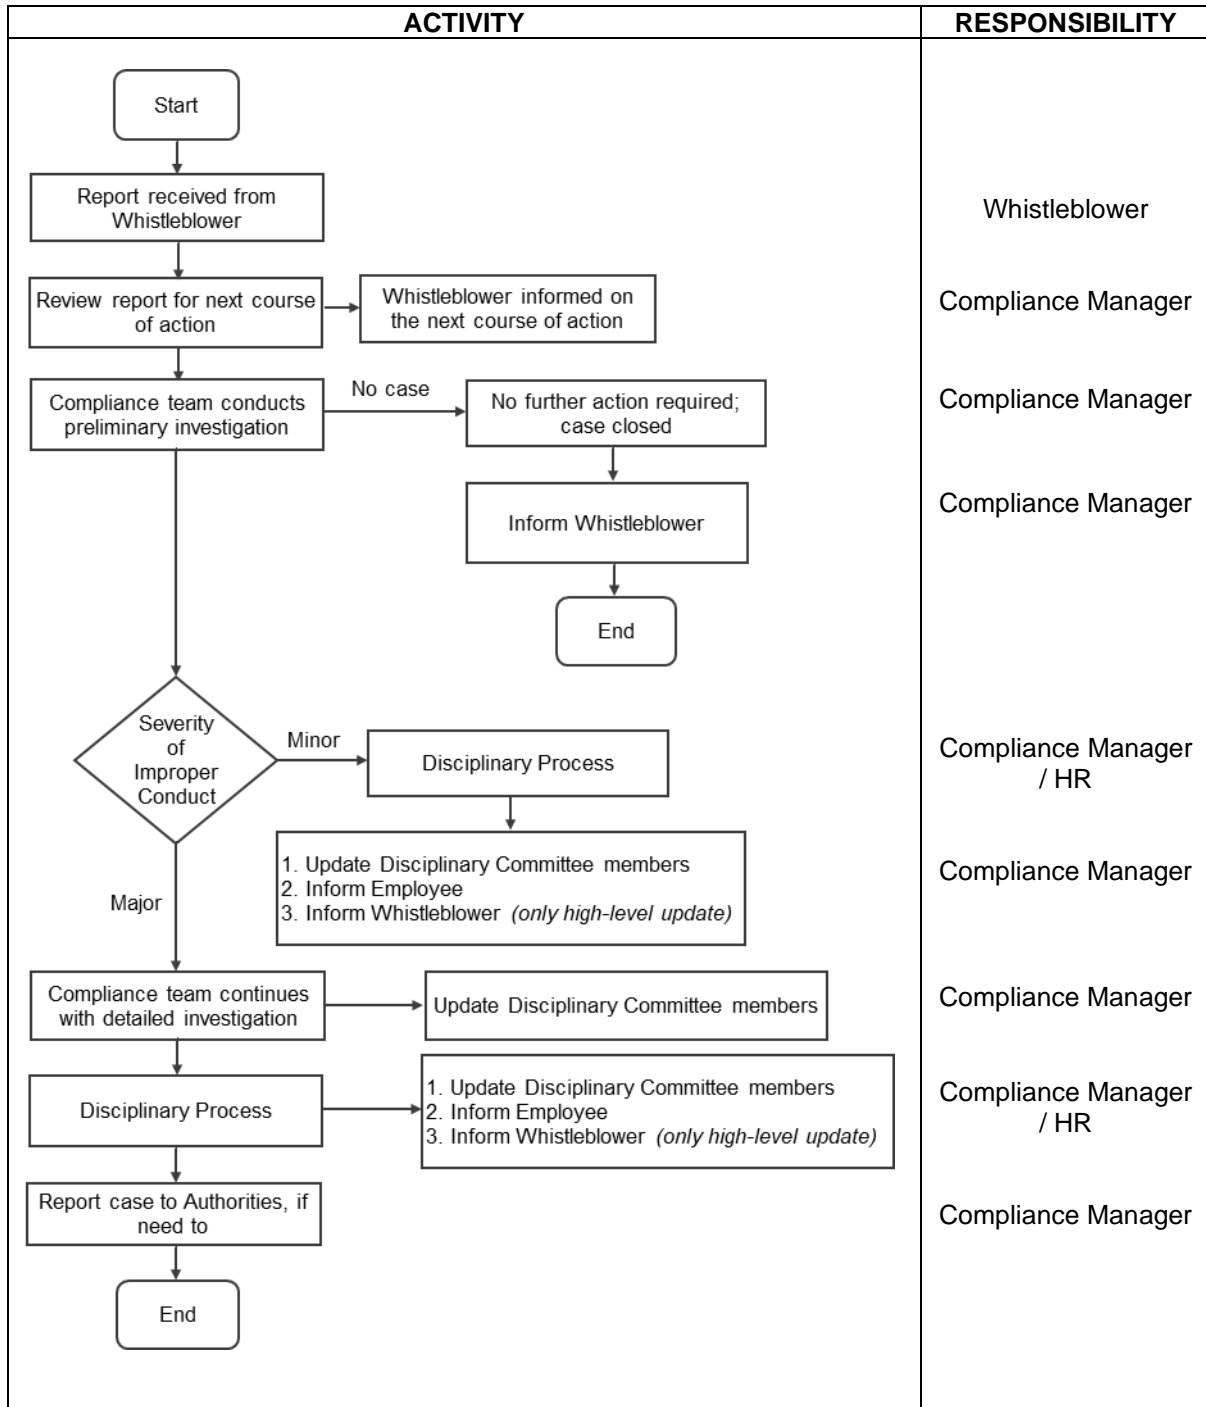 ACTIVITY
RESPONSIBILITY
Start
Report received from
Whistleblower
Whistleblower
Review report for next course
of action
Whistleblower informed on
the next course of action
Compliance Manager
Compliance team conducts
preliminary investigation
No case
No further action required;
case closed
Compliance Manager
Inform Whistleblower
Compliance Manager
End
Severity
of
Improper
Conduct
Minor
Disciplinary Process
Compliance Manager
/ HR
1. Update Disciplinary Committee members
2. Inform Employee
3. Inform Whistleblower (only high-level update)
Compliance Manager
Major
Compliance team continues
with detailed investigation
Update Disciplinary Committee members
Compliance Manager
Disciplinary Process
1. Update Disciplinary Committee members
2. Inform Employee
3. Inform Whistleblower (only high-level update)
Compliance Manager
/ HR
Report case to Authorities, if
need to
Compliance Manager
End